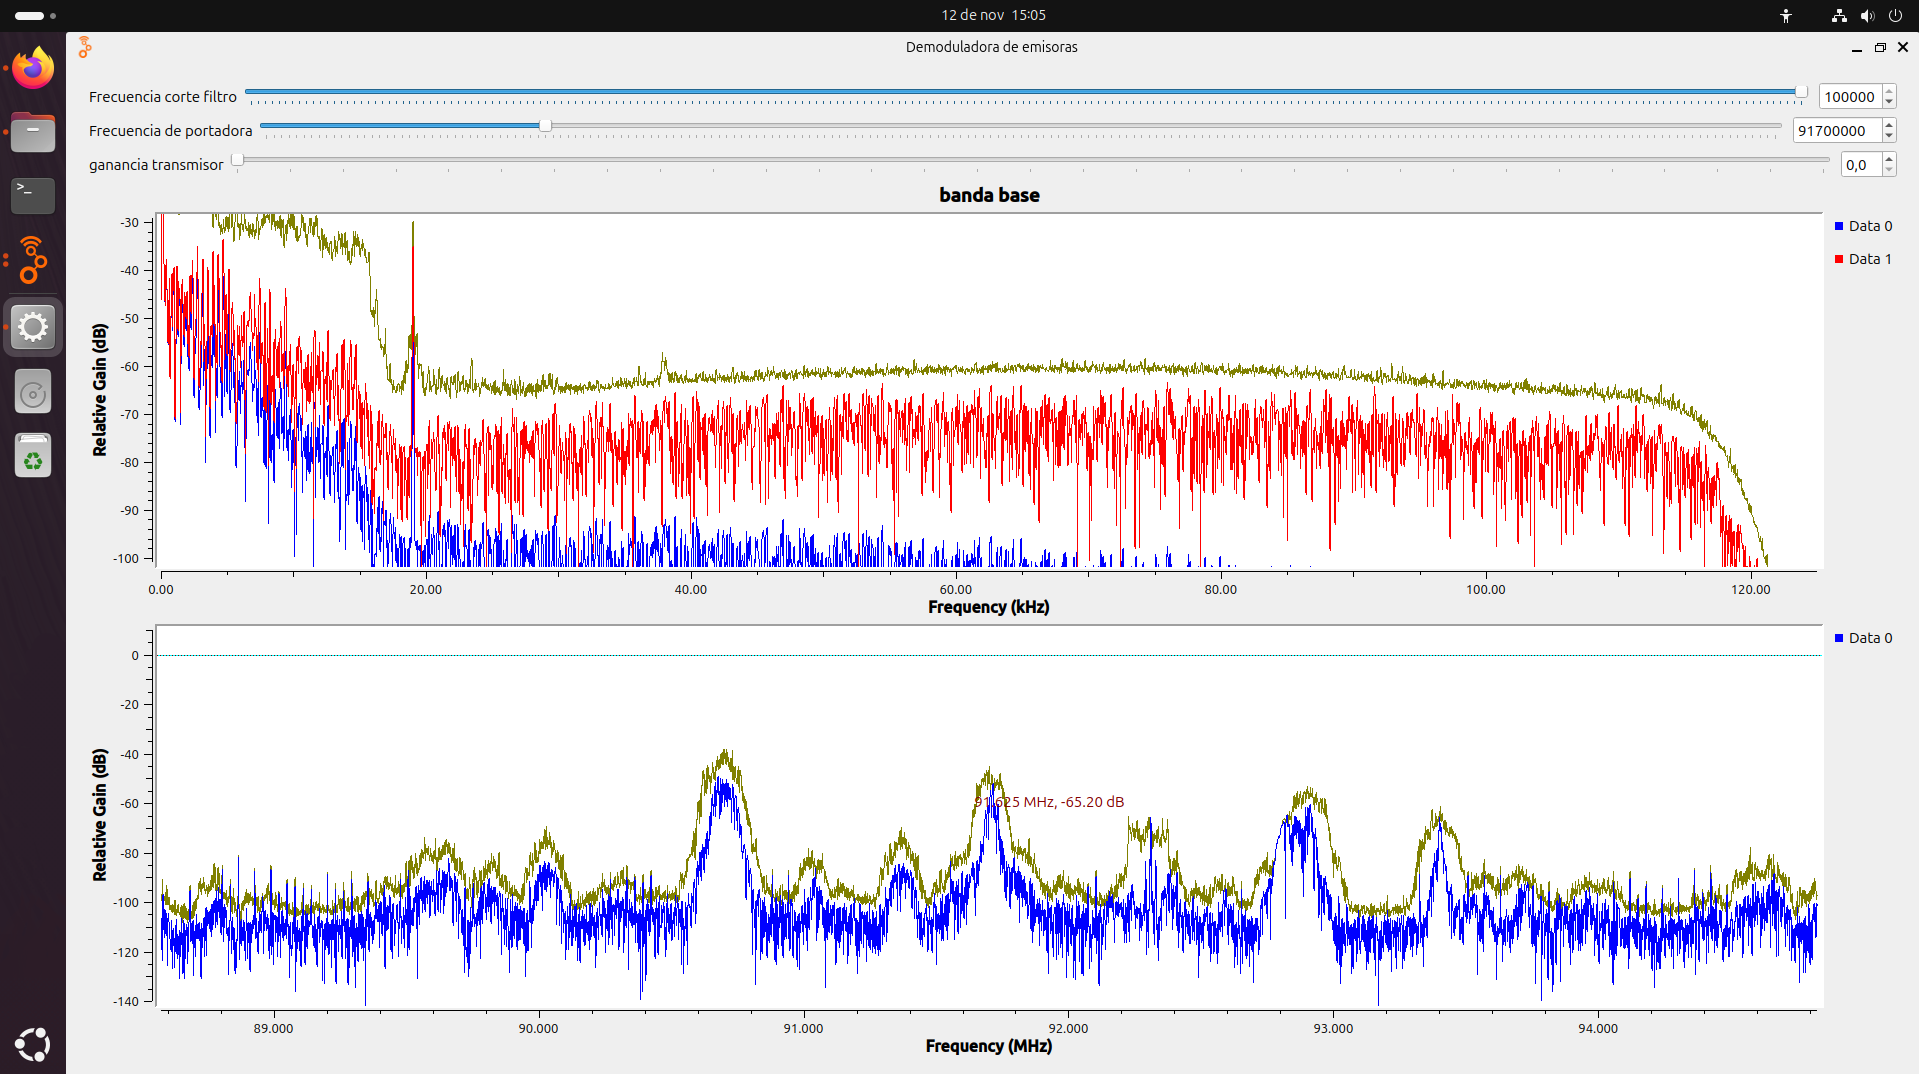 12 de nov 15:05
Demoduladora de emisoras
Frecuencia corte filtro 100000
Frecuencia de portadora 91700000
ganancia transmisor 0,0
banda base
Relative Gain (dB)
-30
-40
-50
-60
-70
-80
-90
-100
0.00 20.00 40.00 60.00 80.00 100.00 120.00
Frequency (kHz)
Data 0
Data 1
Relative Gain (dB)
0
-20
-40
-60
-80
-100
-120
-140
91.625 MHz, -65.20 dB
89.000 90.000 91.000 92.000 93.000 94.000
Frequency (MHz)
Data 0
>_